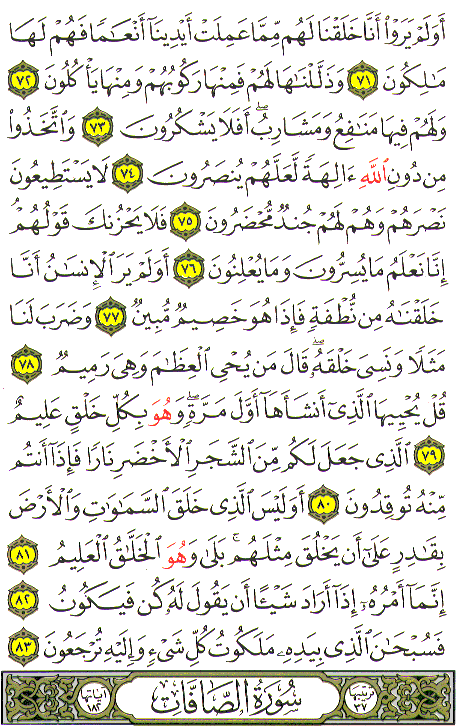 أَوَلَمْ يَرَوْا۟ أَنَّا خَلَقْنَا لَهُم مِّمَّا عَمِلَتْ أَيْدِينَآ أَنْعَـٰمًا فَهُمْ لَهَا
مَـٰلِكُونَ ٧١ وَذَلَّلْنَـٰهَا لَهُمْ فَمِنْهَا رَكُوبُهُمْ وَمِنْهَا يَأْكُلُونَ ٧٢
وَلَهُمْ فِيهَا مَنَـٰفِعُ وَمَشَارِبُ ۖ أَفَلَا يَشْكُرُونَ ٧٣ وَٱتَّخَذُوا۟
مِن دُونِ ٱللَّهِ ءَالِهَةً لَّعَلَّهُمْ يُنصَرُونَ ٧٤ لَا يَسْتَطِيعُونَ
نَصْرَهُمْ وَهُمْ لَهُمْ جُندٌ مُّحْضَرُونَ ٧٥ فَلَا يَحْزُنكَ قَوْلُهُمْ
إِنَّا نَعْلَمُ مَا يُسِرُّونَ وَمَا يُعْلِنُونَ ٧٦ أَوَلَمْ يَرَ ٱلْإِنسَـٰنُ أَنَّا
خَلَقْنَـٰهُ مِن نُّطْفَةٍ فَإِذَا هُوَ خَصِيمٌ مُّبِينٌ ٧٧ وَضَرَبَ لَنَا
مَثَلًا وَنَسِىَ خَلْقَهُۥ ۖ قَالَ مَن يُحْىِ ٱلْعِظَـٰمَ وَهِىَ رَمِيمٌ ٧٨
قُلْ يُحْيِيهَا ٱلَّذِىٓ أَنشَأَهَآ أَوَّلَ مَرَّةٍ ۖ وَهُوَ بِكُلِّ خَلْقٍ عَلِيمٌ
٧٩ ٱلَّذِى جَعَلَ لَكُم مِّنَ ٱلشَّجَرِ ٱلْأَخْضَرِ نَارًا فَإِذَآ أَنتُم
مِّنْهُ تُوقِدُونَ ٨٠ أَوَلَيْسَ ٱلَّذِى خَلَقَ ٱلسَّمَـٰوَٰتِ وَٱلْأَرْضَ
بِقَـٰدِرٍ عَلَىٰٓ أَن يَخْلُقَ مِثْلَهُم ۚ بَلَىٰ وَهُوَ ٱلْخَلَّـٰقُ ٱلْعَلِيمُ ٨١
إِنَّمَآ أَمْرُهُۥٓ إِذَآ أَرَادَ شَيْـًٔا أَن يَقُولَ لَهُۥ كُن فَيَكُونُ ٨٢
فَسُبْحَـٰنَ ٱلَّذِى بِيَدِهِۦ مَلَكُوتُ كُلِّ شَىْءٍ وَإِلَيْهِ تُرْجَعُونَ ٨٣
ترتيبها ٣٧ سُورَةُ الصَّافَّاتِ آياتها ١٨٢